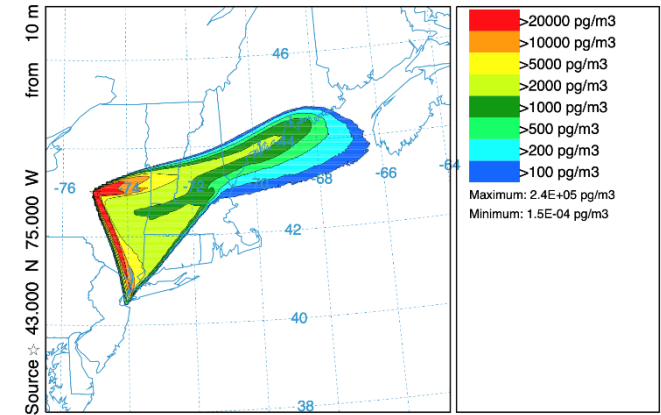 Source ☆ 43.000 N 75.000 W from 10 m
46
44
-76
-74
-72
-70
-68
-66
-64
42
40
38
>20000 pg/m3
>10000 pg/m3
>5000 pg/m3
>2000 pg/m3
>1000 pg/m3
>500 pg/m3
>200 pg/m3
>100 pg/m3
Maximum: 2.4E+05 pg/m3
Minimum: 1.5E-04 pg/m3